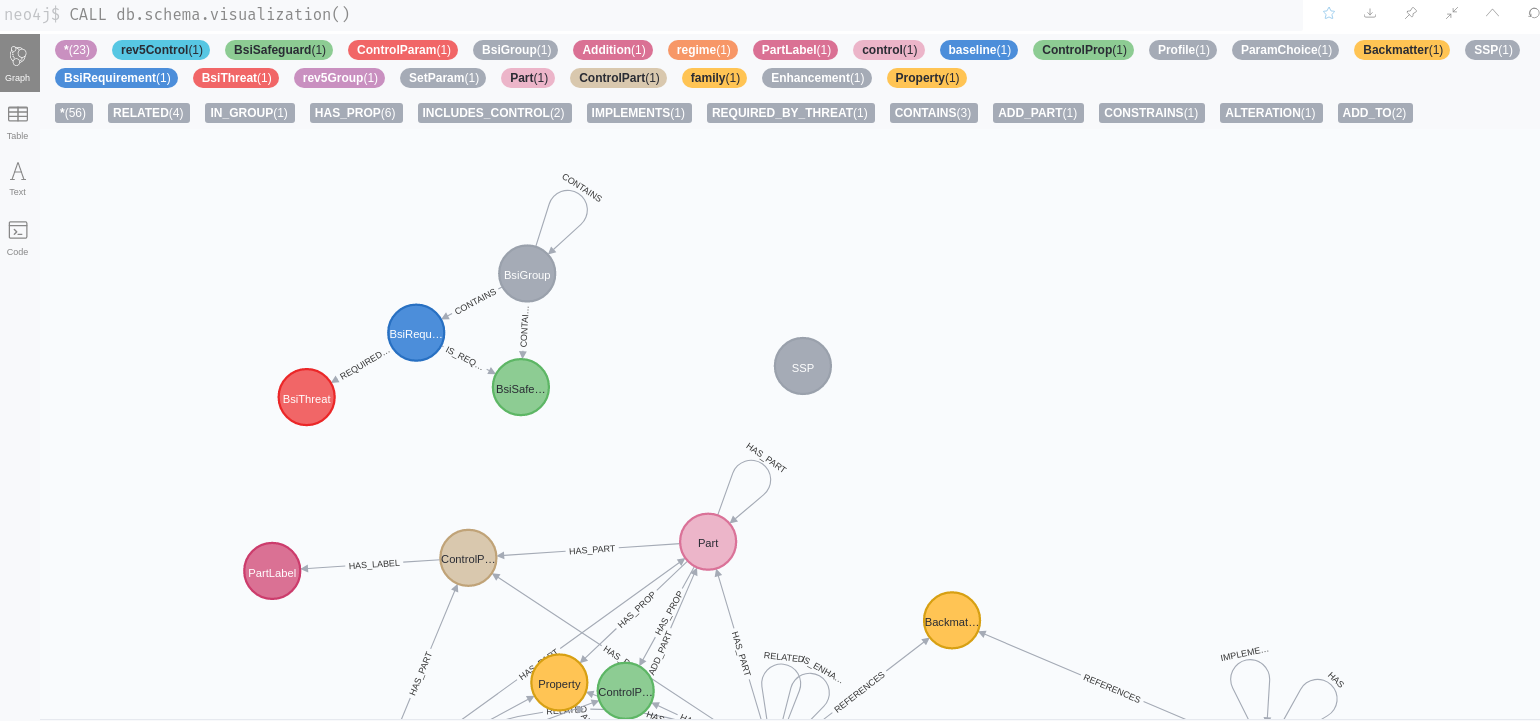 neo4j$ CALL db.schema.visualization()
Graph
Table
Text
Code
*(23) rev5Control(1) BsiSafeguard(1) ControlParam(1) BsiGroup(1) Addition(1) regime(1) PartLabel(1) control(1) baseline(1) ControlProp(1) Profile(1) ParamChoice(1) Backmatter(1) SSP(1)
BsiRequirement(1) BsiThreat(1) rev5Group(1) SetParam(1) Part(1) ControlPart(1) family(1) Enhancement(1) Property(1)
*(56) RELATED(4) IN_GROUP(1) HAS_PROP(6) INCLUDES_CONTROL(2) IMPLEMENTS(1) REQUIRED_BY_THREAT(1) CONTAINS(3) ADD_PART(1) CONSTRAINS(1) ALTERATION(1) ADD_TO(2)
CONTAINS
BsiGroup
CONTAINS
CONTAI...
BsiRequ...
IS_REQ...
REQUIRED...
BsiSafe...
BsiThreat
SSP
HAS_PART
Part
HAS_PART
ControlP...
HAS_LABEL
PartLabel
HAS_PROP
HAS_PROP
ADD_PART
HAS_PART
Backmat...
HAS_PART
HAS_PART
RELATED
IS_ENHA...
IMPLEME...
HAS
Property
ControlP...
REFERENCES
REFERENCES
RELATED